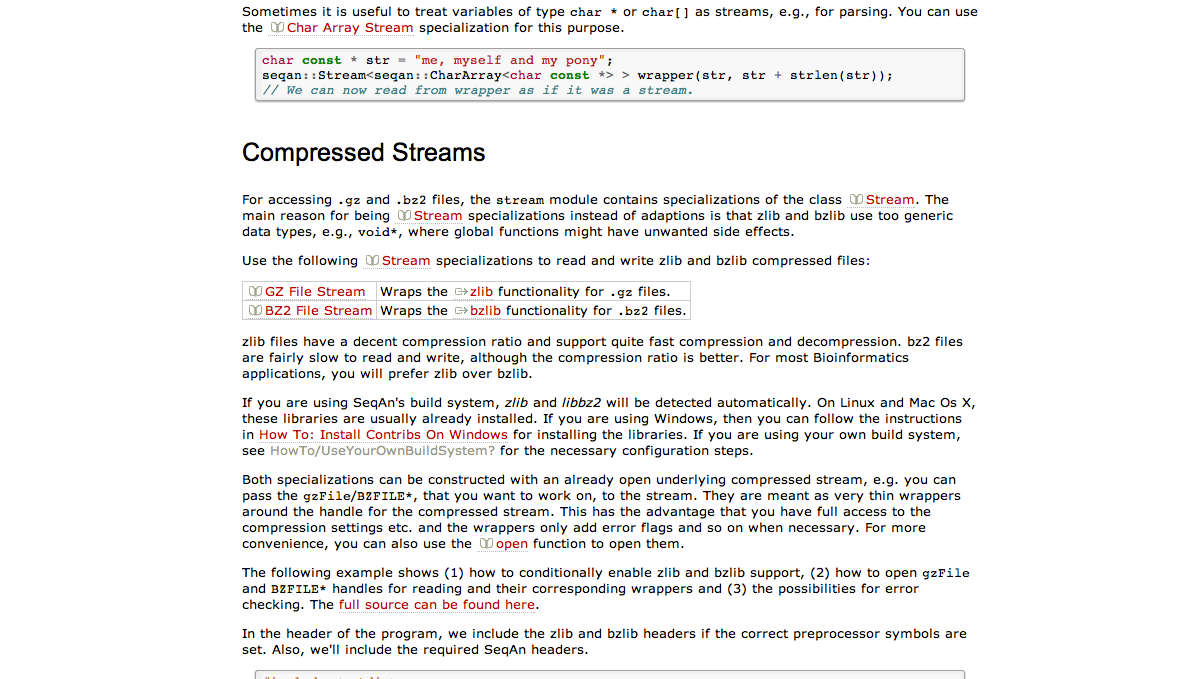 Sometimes it is useful to treat variables of type char * or char[] as streams, e.g., for parsing. You can use
the Char Array Stream specialization for this purpose.
char const * str = "me, myself and my pony";
seqan::Stream<seqan::CharArray<char const *> > wrapper(str, str + strlen(str));
// We can now read from wrapper as if it was a stream.
Compressed Streams
For accessing .gz and .bz2 files, the stream module contains specializations of the class Stream. The
main reason for being Stream specializations instead of adaptions is that zlib and bzlib use too generic
data types, e.g., void*, where global functions might have unwanted side effects.
Use the following Stream specializations to read and write zlib and bzlib compressed files:
GZ File Stream Wraps the zlib functionality for .gz files.
BZ2 File Stream Wraps the bzlib functionality for .bz2 files.
zlib files have a decent compression ratio and support quite fast compression and decompression. bz2 files
are fairly slow to read and write, although the compression ratio is better. For most Bioinformatics
applications, you will prefer zlib over bzlib.
If you are using SeqAn's build system, zlib and libbz2 will be detected automatically. On Linux and Mac Os X,
these libraries are usually already installed. If you are using Windows, then you can follow the instructions
in How To: Install Contribs On Windows for installing the libraries. If you are using your own build system,
see HowTo/UseYourOwnBuildSystem? for the necessary configuration steps.
Both specializations can be constructed with an already open underlying compressed stream, e.g. you can
pass the gzFile/BZFILE*, that you want to work on, to the stream. They are meant as very thin wrappers
around the handle for the compressed stream. This has the advantage that you have full access to the
compression settings etc. and the wrappers only add error flags and so on when necessary. For more
convenience, you can also use the open function to open them.
The following example shows (1) how to conditionally enable zlib and bzlib support, (2) how to open gzFile
and BZFILE* handles for reading and their corresponding wrappers and (3) the possibilities for error
checking. The full source can be found here.
In the header of the program, we include the zlib and bzlib headers if the correct preprocessor symbols are
set. Also, we'll include the required SeqAn headers.